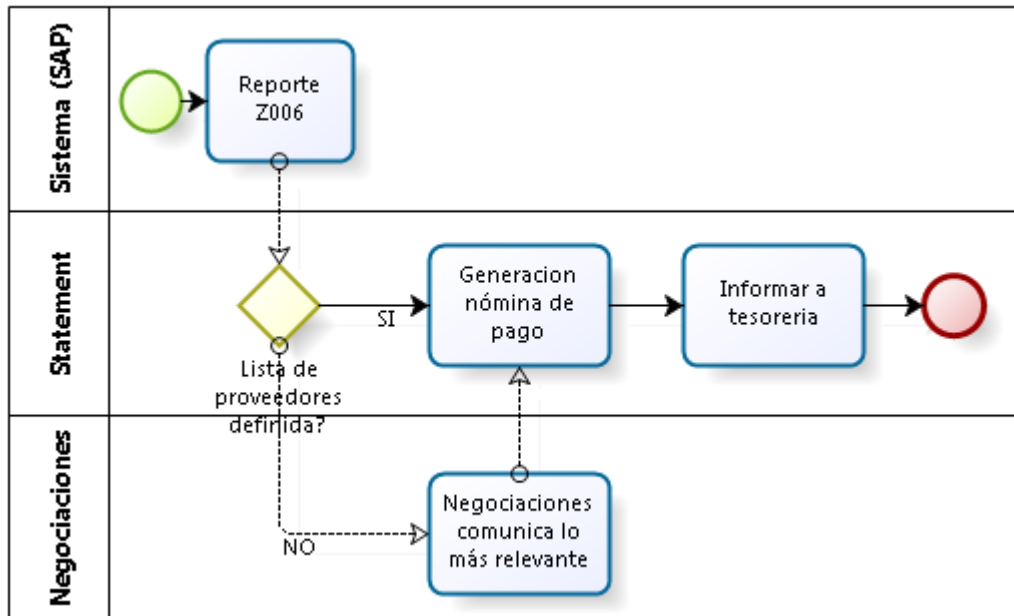 Sistema (SAP)
Reporte
Z006
Statement
SI
Lista de
proveedores
definida?
Generacion
nómina de
pago
Informar a
tesoreria
Negociaciones
NO
Negociaciones
comunica lo
más relevante